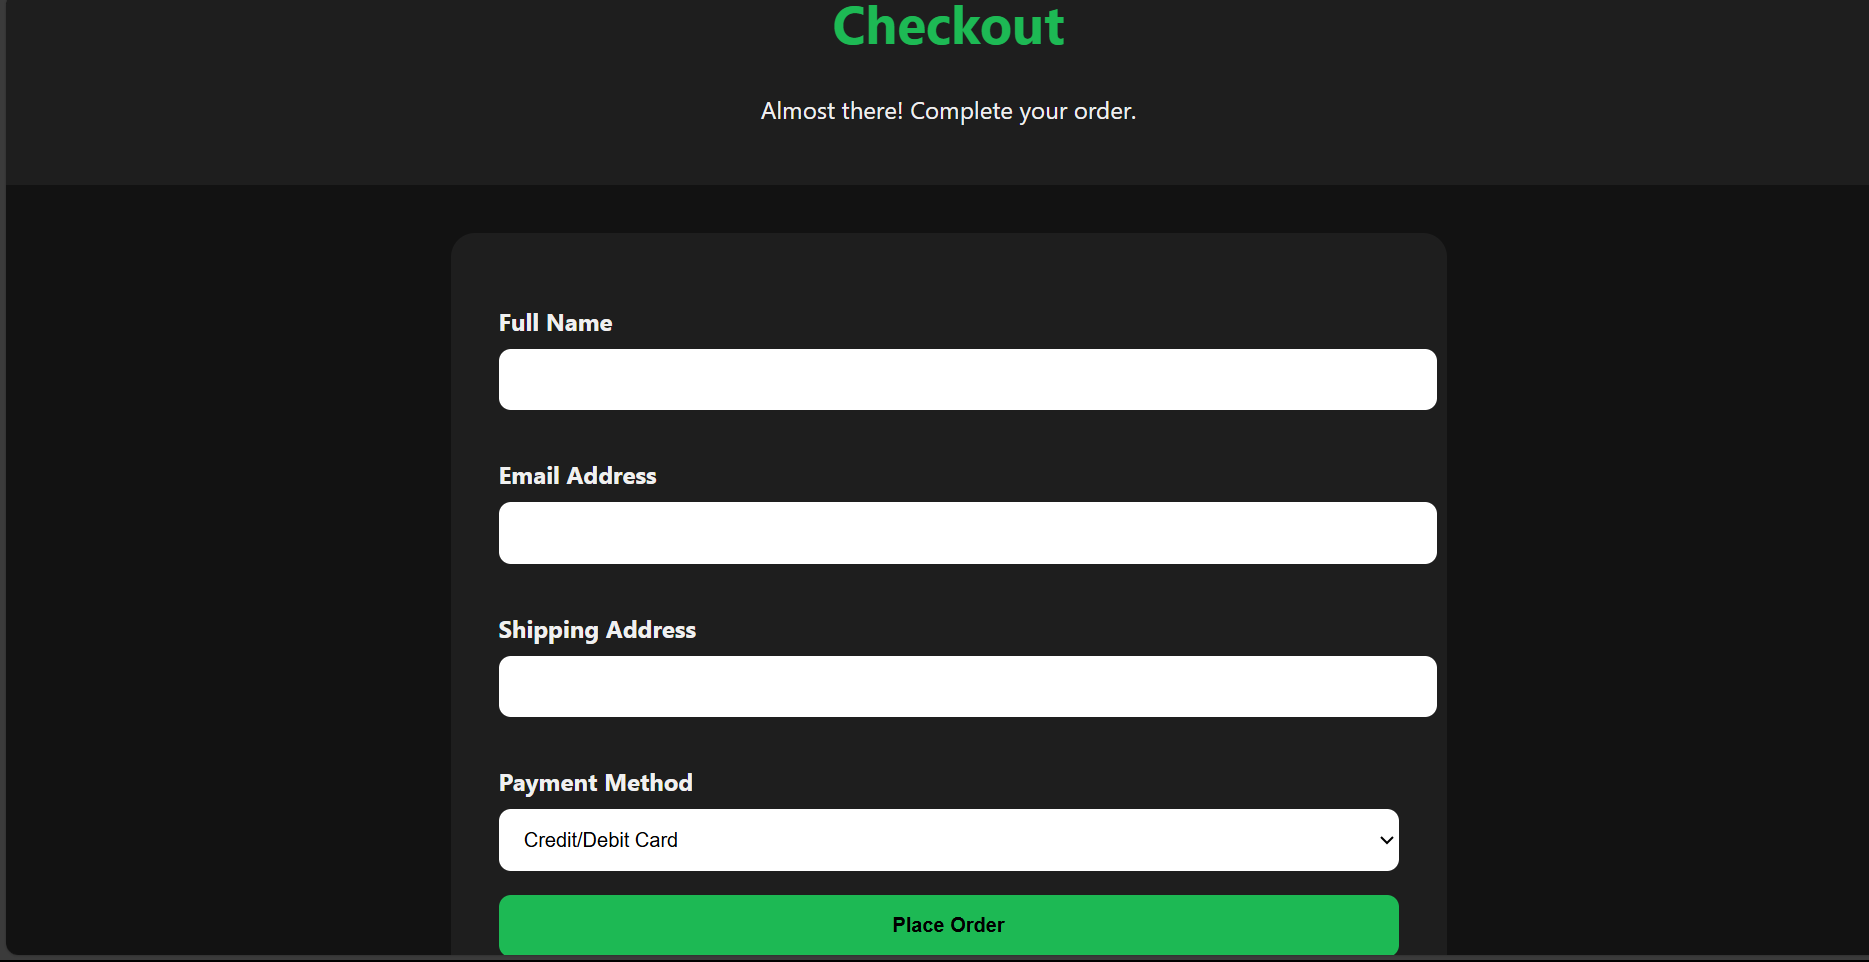 Checkout
Almost there! Complete your order.
Full Name
Email Address
Shipping Address
Payment Method
Credit/Debit Card
Place Order